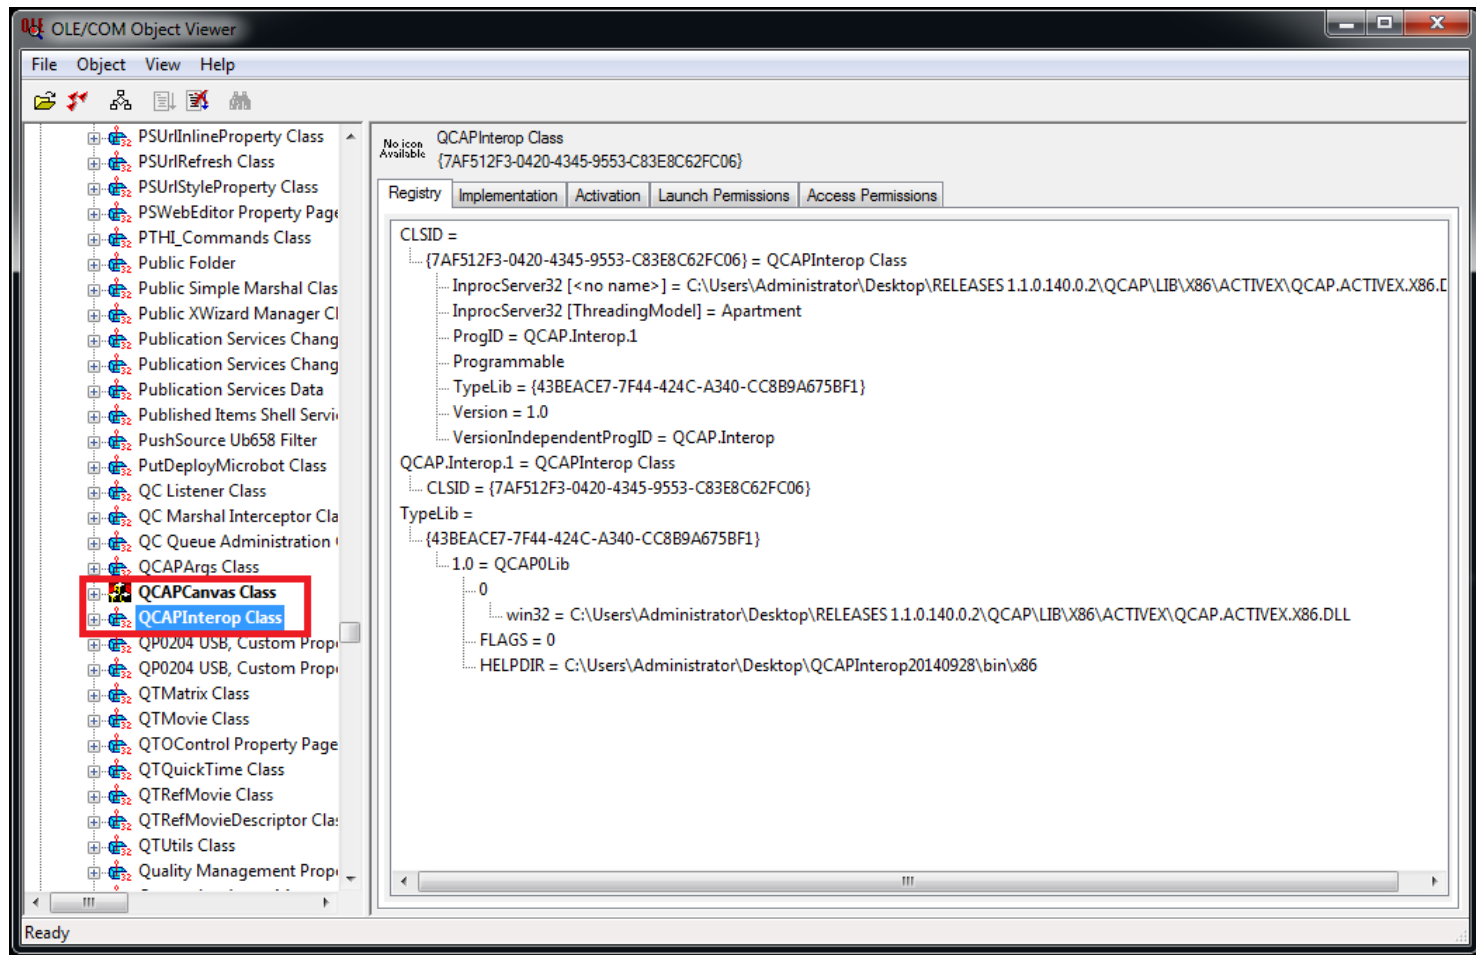 OLE/COM Object Viewer
File Object View Help
PSUrlInlineProperty Class
PSUrlRefresh Class
PSUrlStyleProperty Class
PSWebEditor Property Page
PTHI_Commands Class
Public Folder
Public Simple Marshal Clas
Public XWizard Manager Cl
Publication Services Chang
Publication Services Chang
Publication Services Data
Published Items Shell Servi
PushSource Ub658 Filter
PutDeployMicrobot Class
QC Listener Class
QC Marshal Interceptor Cla
QC Queue Administration
QCAPArgs Class
QCAPCanvas Class
QCAPInterop Class
QP0204 USB, Custom Prop
QP0204 USB, Custom Prop
QTMatrix Class
QTMovie Class
QTOControl Property Page
QTQuickTime Class
QTRefMovie Class
QTRefMovieDescriptor Clas
QTUtils Class
Quality Management Prop
No icon Available
QCAPInterop Class
{7AF512F3-0420-4345-9553-C83E8C62FC06}
Registry Implementation Activation Launch Permissions Access Permissions
CLSID =
{7AF512F3-0420-4345-9553-C83E8C62FC06} = QCAPInterop Class
InprocServer32 [<no name>] = C:\Users\Administrator\Desktop\RELEASES 1.1.0.140.0.2\QCAP\LIB\X86\ACTIVEX\QCAP.ACTIVEX.X86.D
InprocServer32 [ThreadingModel] = Apartment
ProgID = QCAP.Interop.1
Programmable
TypeLib = {43BEACE7-7F44-424C-A340-CC8B9A675BF1}
Version = 1.0
VersionIndependentProgID = QCAP.Interop
QCAP.Interop.1 = QCAPInterop Class
CLSID = {7AF512F3-0420-4345-9553-C83E8C62FC06}
TypeLib =
{43BEACE7-7F44-424C-A340-CC8B9A675BF1}
1.0 = QCAP0Lib
0
win32 = C:\Users\Administrator\Desktop\RELEASES 1.1.0.140.0.2\QCAP\LIB\X86\ACTIVEX\QCAP.ACTIVEX.X86.DLL
FLAGS = 0
HELPDIR = C:\Users\Administrator\Desktop\QCAPInterop20140928\bin\x86
Ready